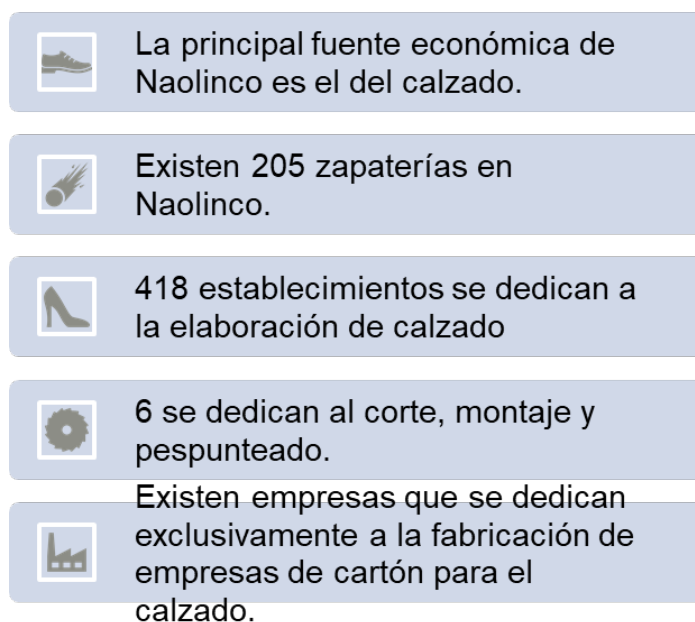 La principal fuente económica de
Naolinco es el del calzado.
Existen 205 zapaterías en
Naolinco.
418 establecimientos se dedican a
la elaboración de calzado
6 se dedican al corte, montaje y
pespunteado.
Existen empresas que se dedican
exclusivamente a la fabricación de
empresas de cartón para el
calzado.